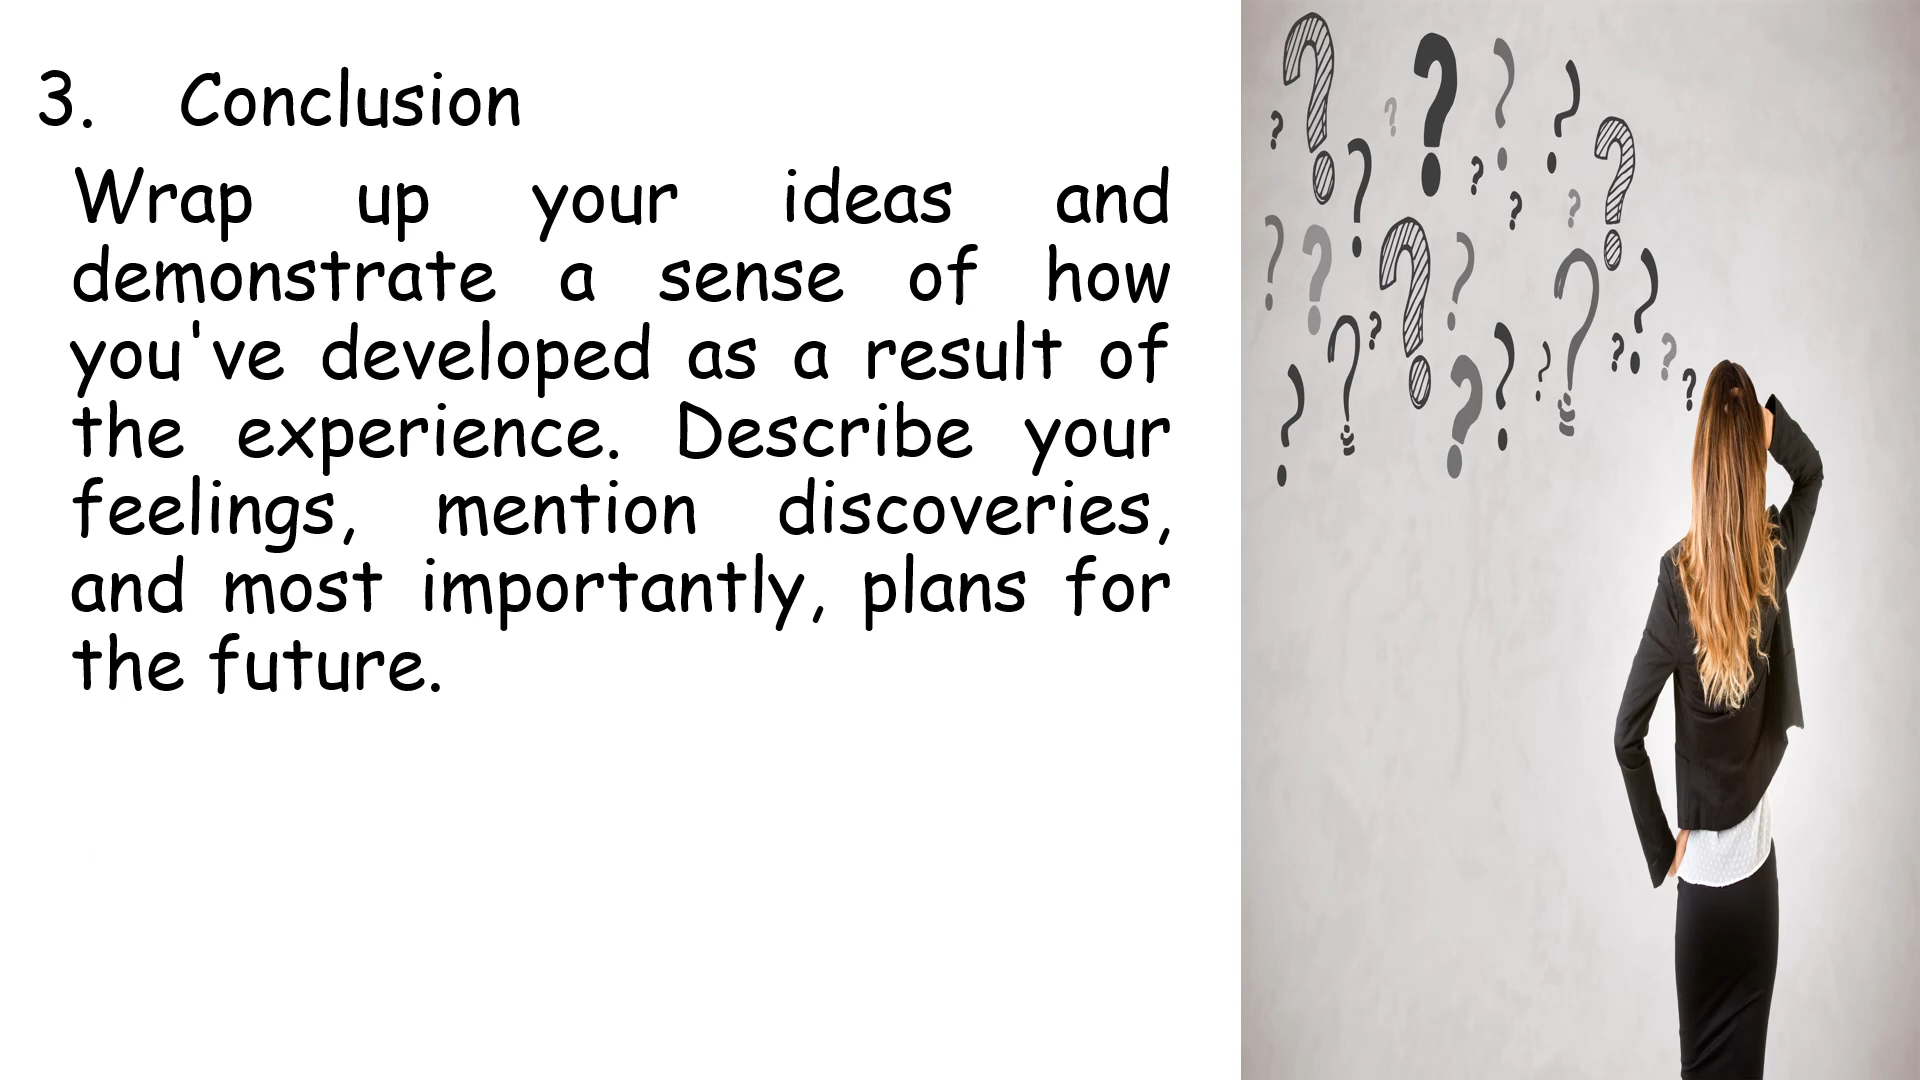 3. Conclusion
Wrap up your ideas and
demonstrate a sense of how
you've developed as a result of
the experience. Describe your
feelings, mention discoveries,
and most importantly, plans for
the future.